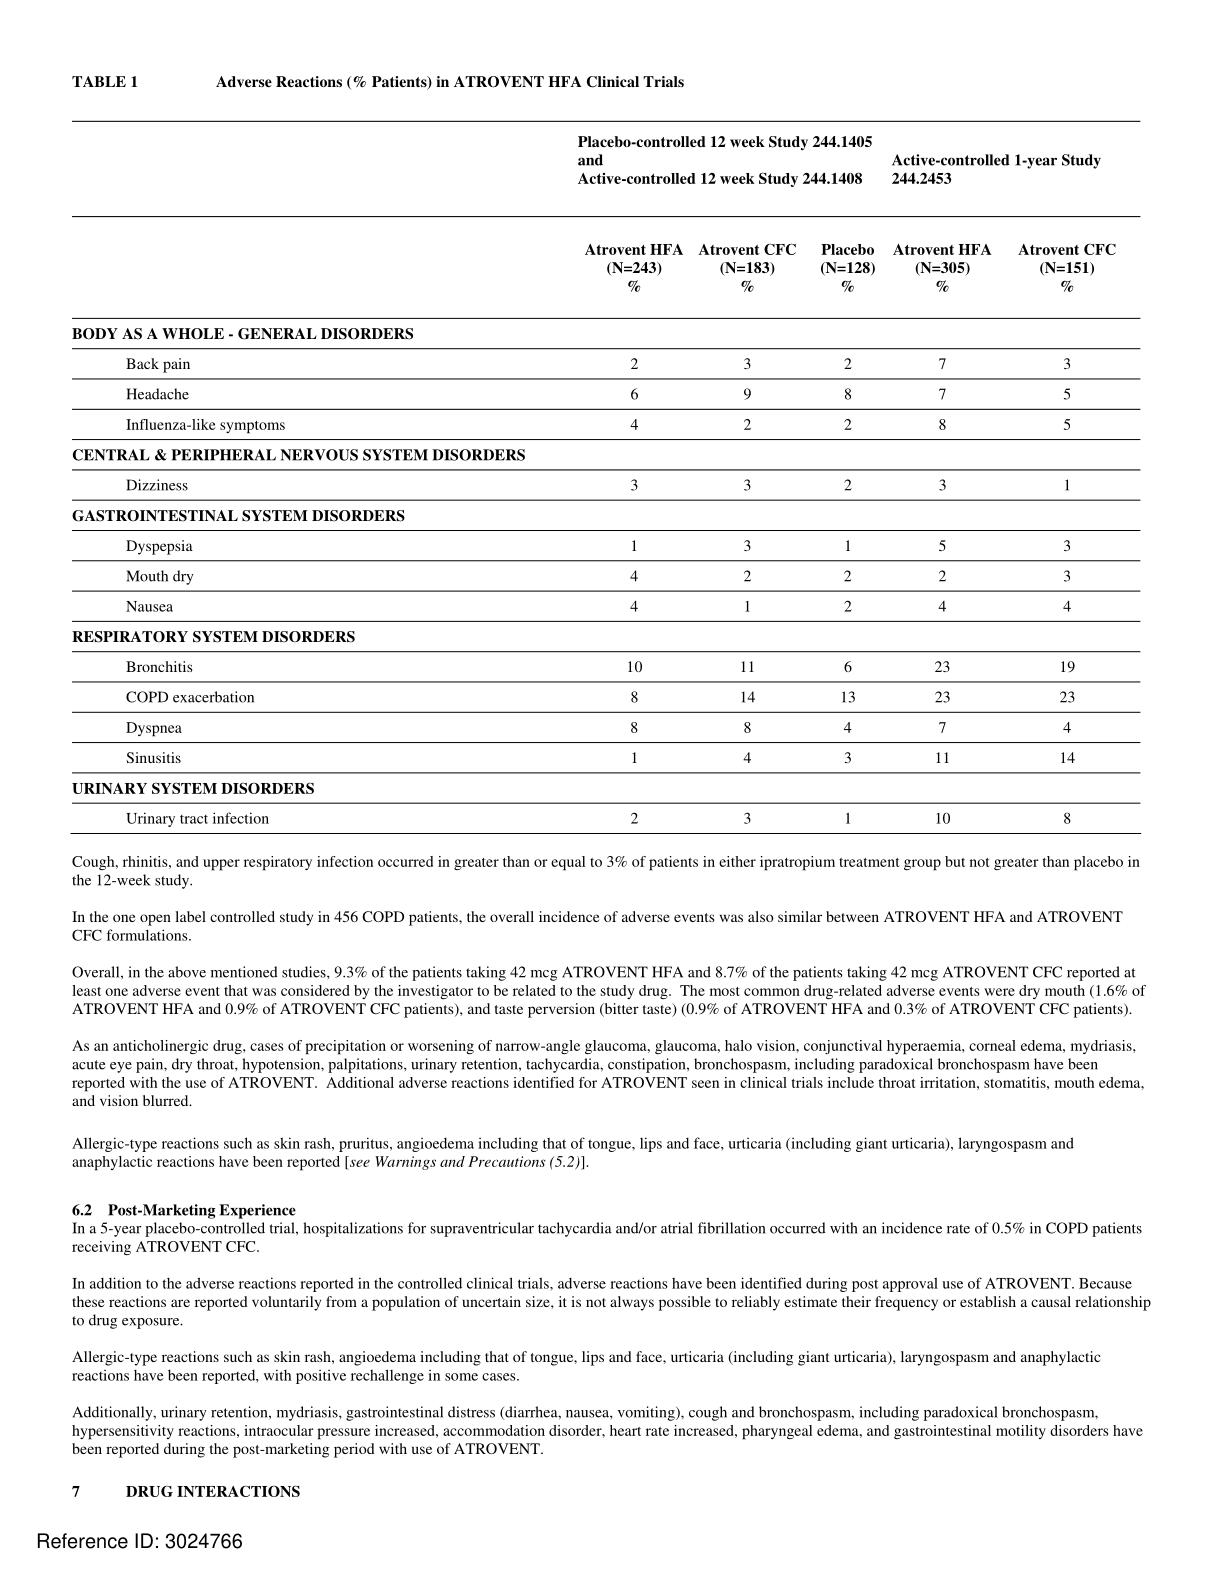 TABLE 1 Adverse Reactions (% Patients) in ATROVENT HFA Clinical Trials
Placebo-controlled 12 week Study 244.1405
and
Active-controlled 12 week Study 244.1408
Active-controlled 1-year Study
244.2453
Atrovent HFA Atrovent CFC Placebo Atrovent HFA Atrovent CFC
(N=243) (N=183) (N=128) (N=305) (N=151)
% % % % %
BODY AS A WHOLE - GENERAL DISORDERS
Back pain 2 3 2 7 3
Headache 6 9 8 7 5
Influenza-like symptoms 4 2 2 8 5
CENTRAL & PERIPHERAL NERVOUS SYSTEM DISORDERS
Dizziness 3 3 2 3 1
GASTROINTESTINAL SYSTEM DISORDERS
Dyspepsia 1 3 1 5 3
Mouth dry 4 2 2 2 3
Nausea 4 1 2 4 4
RESPIRATORY SYSTEM DISORDERS
Bronchitis 10 11 6 23 19
COPD exacerbation 8 14 13 23 23
Dyspnea 8 8 4 7 4
Sinusitis 1 4 3 11 14
URINARY SYSTEM DISORDERS
Urinary tract infection 2 3 1 10 8
Cough, rhinitis, and upper respiratory infection occurred in greater than or equal to 3% of patients in either ipratropium treatment group but not greater than placebo in
the 12-week study.
In the one open label controlled study in 456 COPD patients, the overall incidence of adverse events was also similar between ATROVENT HFA and ATROVENT
CFC formulations.
Overall, in the above mentioned studies, 9.3% of the patients taking 42 mcg ATROVENT HFA and 8.7% of the patients taking 42 mcg ATROVENT CFC reported at
least one adverse event that was considered by the investigator to be related to the study drug. The most common drug-related adverse events were dry mouth (1.6% of
ATROVENT HFA and 0.9% of ATROVENT CFC patients), and taste perversion (bitter taste) (0.9% of ATROVENT HFA and 0.3% of ATROVENT CFC patients).
As an anticholinergic drug, cases of precipitation or worsening of narrow-angle glaucoma, glaucoma, halo vision, conjunctival hyperaemia, corneal edema, mydriasis,
acute eye pain, dry throat, hypotension, palpitations, urinary retention, tachycardia, constipation, bronchospasm, including paradoxical bronchospasm have been
reported with the use of ATROVENT. Additional adverse reactions identified for ATROVENT seen in clinical trials include throat irritation, stomatitis, mouth edema,
and vision blurred.
Allergic-type reactions such as skin rash, pruritus, angioedema including that of tongue, lips and face, urticaria (including giant urticaria), laryngospasm and
anaphylactic reactions have been reported [see Warnings and Precautions (5.2)].
6.2 Post-Marketing Experience
In a 5-year placebo-controlled trial, hospitalizations for supraventricular tachycardia and/or atrial fibrillation occurred with an incidence rate of 0.5% in COPD patients
receiving ATROVENT CFC.
In addition to the adverse reactions reported in the controlled clinical trials, adverse reactions have been identified during post approval use of ATROVENT. Because
these reactions are reported voluntarily from a population of uncertain size, it is not always possible to reliably estimate their frequency or establish a causal relationship
to drug exposure.
Allergic-type reactions such as skin rash, angioedema including that of tongue, lips and face, urticaria (including giant urticaria), laryngospasm and anaphylactic
reactions have been reported, with positive rechallenge in some cases.
Additionally, urinary retention, mydriasis, gastrointestinal distress (diarrhea, nausea, vomiting), cough and bronchospasm, including paradoxical bronchospasm,
hypersensitivity reactions, intraocular pressure increased, accommodation disorder, heart rate increased, pharyngeal edema, and gastrointestinal motility disorders have
been reported during the post-marketing period with use of ATROVENT.
7 DRUG INTERACTIONS
Reference ID: 3024766